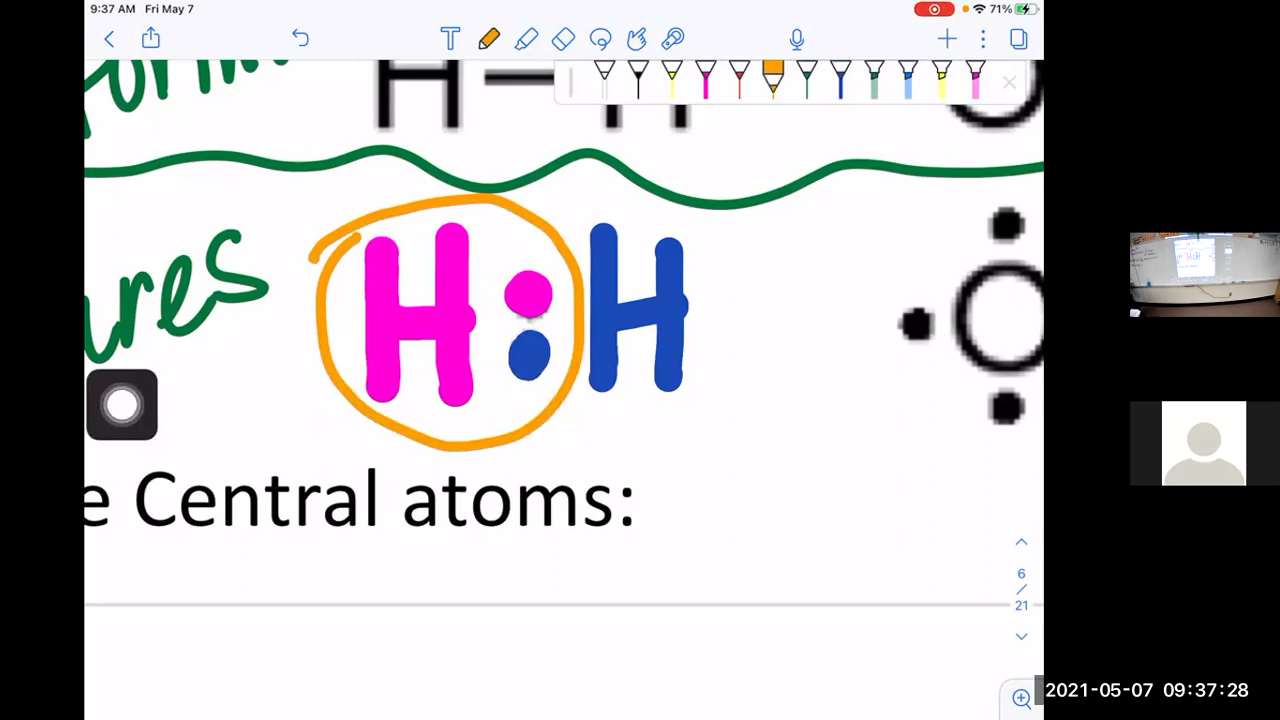 9:37 AM Fri May 7
71%
T
H – H
H:H
e Central atoms:
6
/
21
2021-05-07 09:37:28